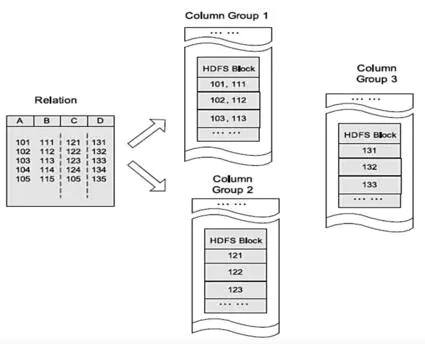 Column Group 1
... ...
HDFS Block
101, 111
102, 112
103, 113
... ...
Relation
A B C D
101 111 121 131
102 112 122 132
103 113 123 133
104 114 124 134
105 115 105 135
Column
Group 2
... ...
HDFS Block
121
122
123
... ...
Column
Group 3
... ...
HDFS Block
131
132
133
... ...